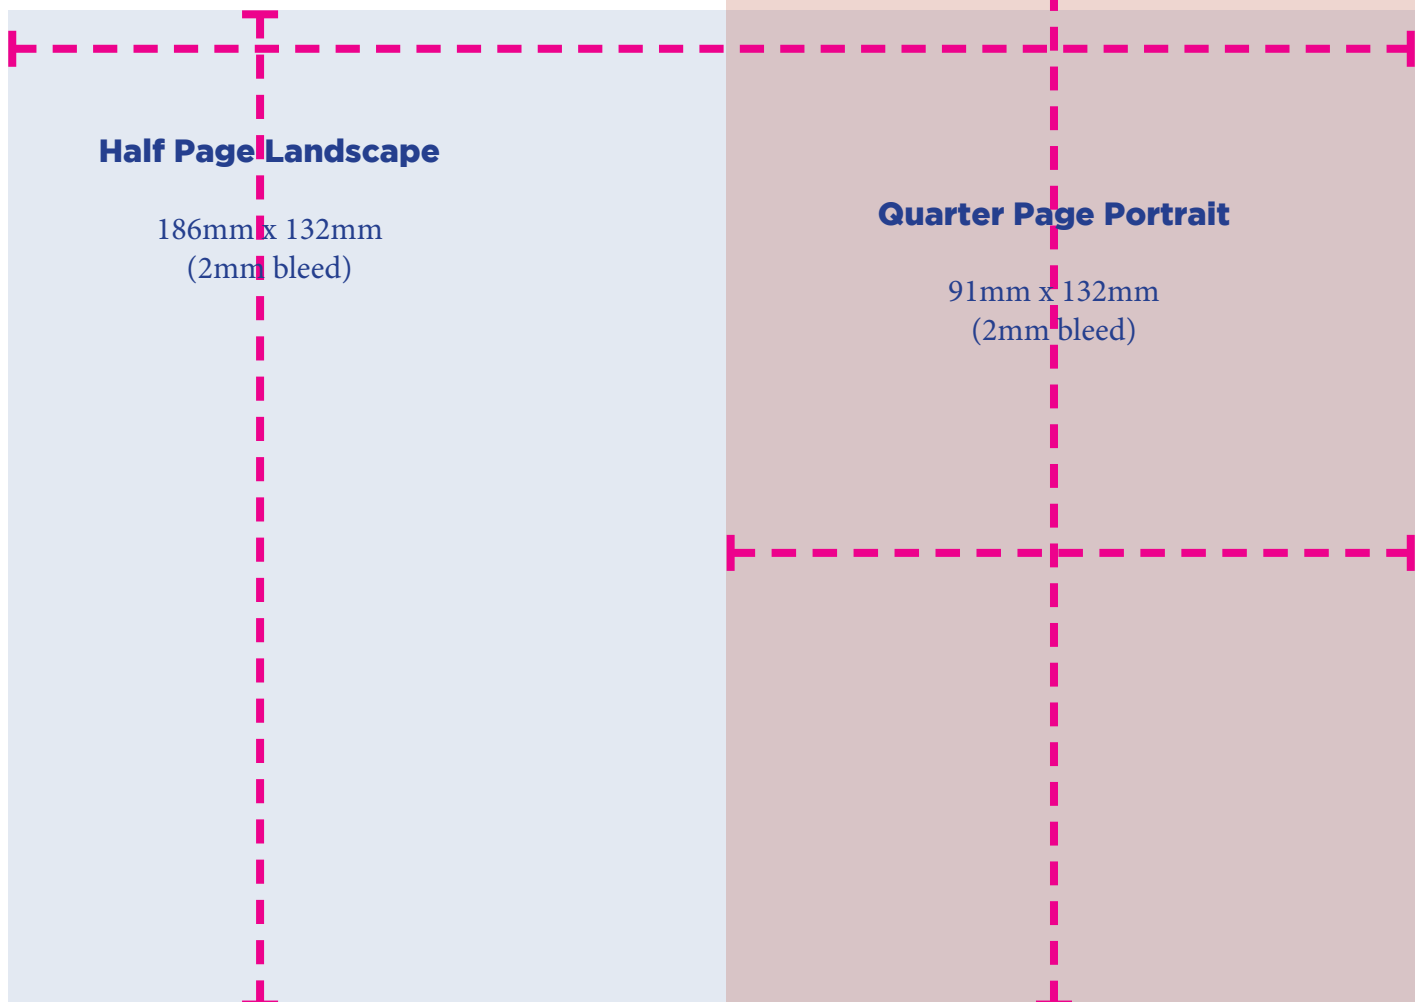 Half Page Landscape
186mm x 132mm
(2mm bleed)
Quarter Page Portrait
91mm x 132mm
(2mm bleed)